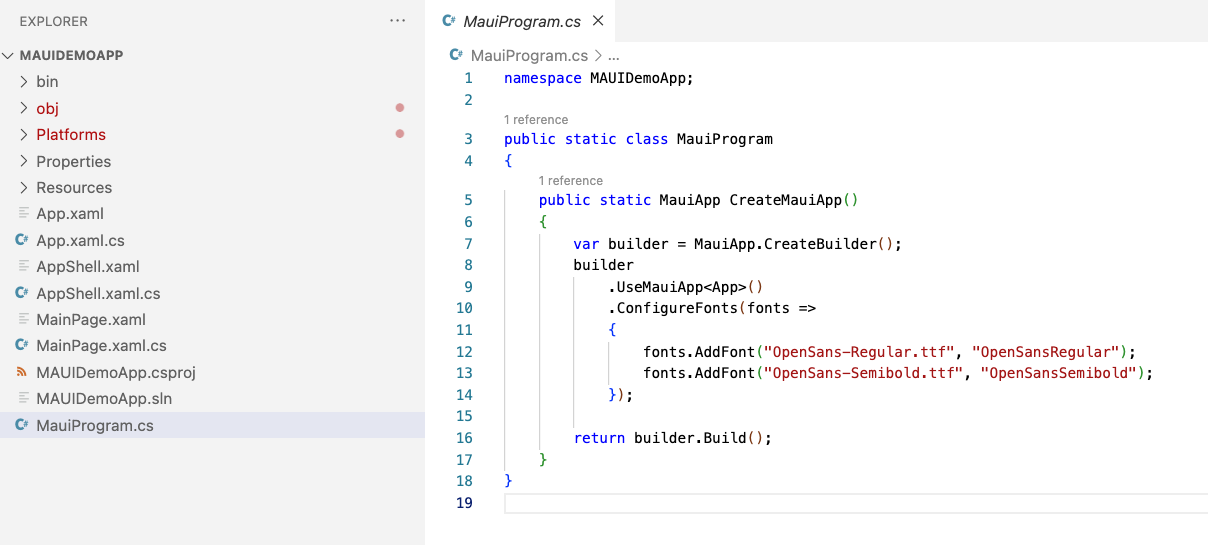 EXPLORER
...
MAUIDEMOAPP
bin
obj
Platforms
Properties
Resources
App.xaml
C# App.xaml.cs
AppShell.xaml
C# AppShell.xaml.cs
MainPage.xaml
C# MainPage.xaml.cs
MAUIDemoApp.csproj
MAUIDemoApp.sln
C# MauiProgram.cs
C# MauiProgram.cs ×
C# MauiProgram.cs > ...
1 namespace MAUIDemoApp;
2
1 reference
3 public static class MauiProgram
4 {
1 reference
5 public static MauiApp CreateMauiApp()
6 {
7 var builder = MauiApp.CreateBuilder();
8 builder
9 .UseMauiApp<App>()
10 .ConfigureFonts(fonts =>
11 {
12 fonts.AddFont("OpenSans-Regular.ttf", "OpenSansRegular");
13 fonts.AddFont("OpenSans-Semibold.ttf", "OpenSansSemibold");
14 });
15
16 return builder.Build();
17 }
18 }
19